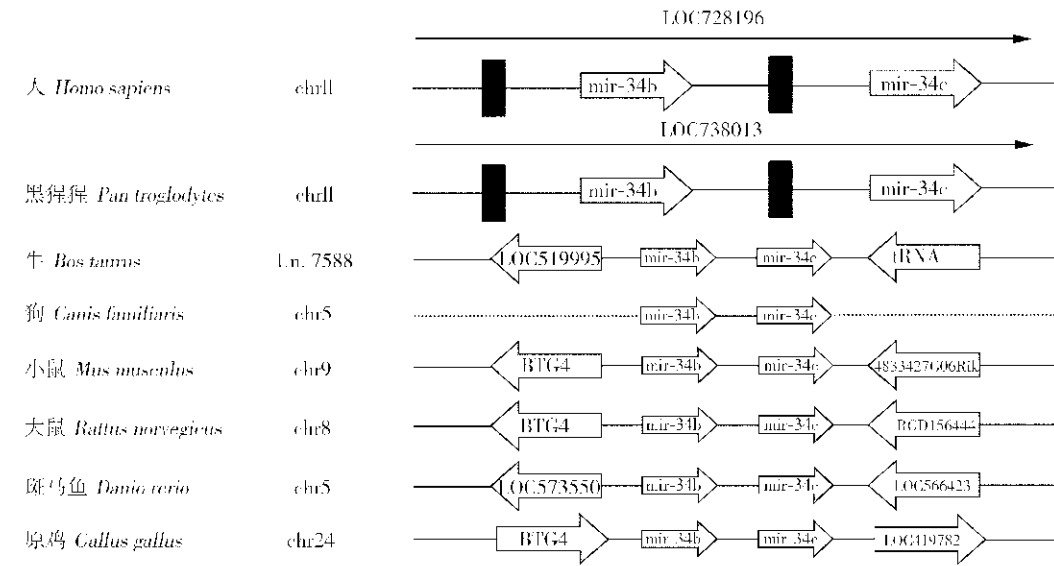 LOC728196
人 Homo sapiens chr11 mir-34b mir-34c
LOC738013
黑猩猩 Pan troglodytes chr11 mir-34b mir-34c
牛 Bos taurus Un. 7588 LOC519995 mir-34b mir-34c tRNA
狗 Canis familiaris chr5 mir-34b mir-34c
小鼠 Mus musculus chr9 BTG4 mir-34b mir-34c 4833427G06Rik
大鼠 Rattus norvegicus chr8 BTG4 mir-34b mir-34c
斑马鱼 Danio rerio chr5 LOC573550 mir-34b mir-34c LOC566423
原鸡 Gallus gallus chr24 BTG4 mir-34b mir-34c LOC419782